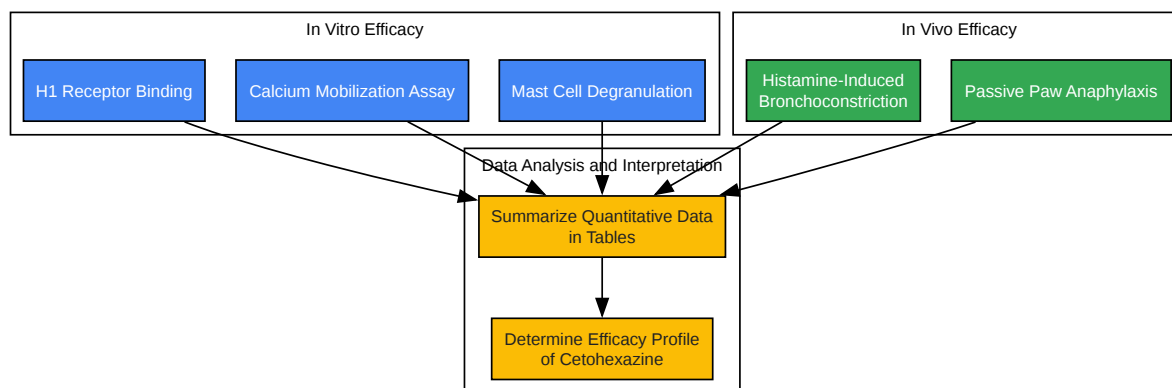 In Vitro Efficacy
In Vivo Efficacy
H1 Receptor Binding
Calcium Mobilization Assay
Mast Cell Degranulation
Histamine-Induced
Bronchoconstriction
Passive Paw Anaphylaxis
Data Analysis and Interpretation
Summarize Quantitative Data
in Tables
Determine Efficacy Profile
of Cetohexazine